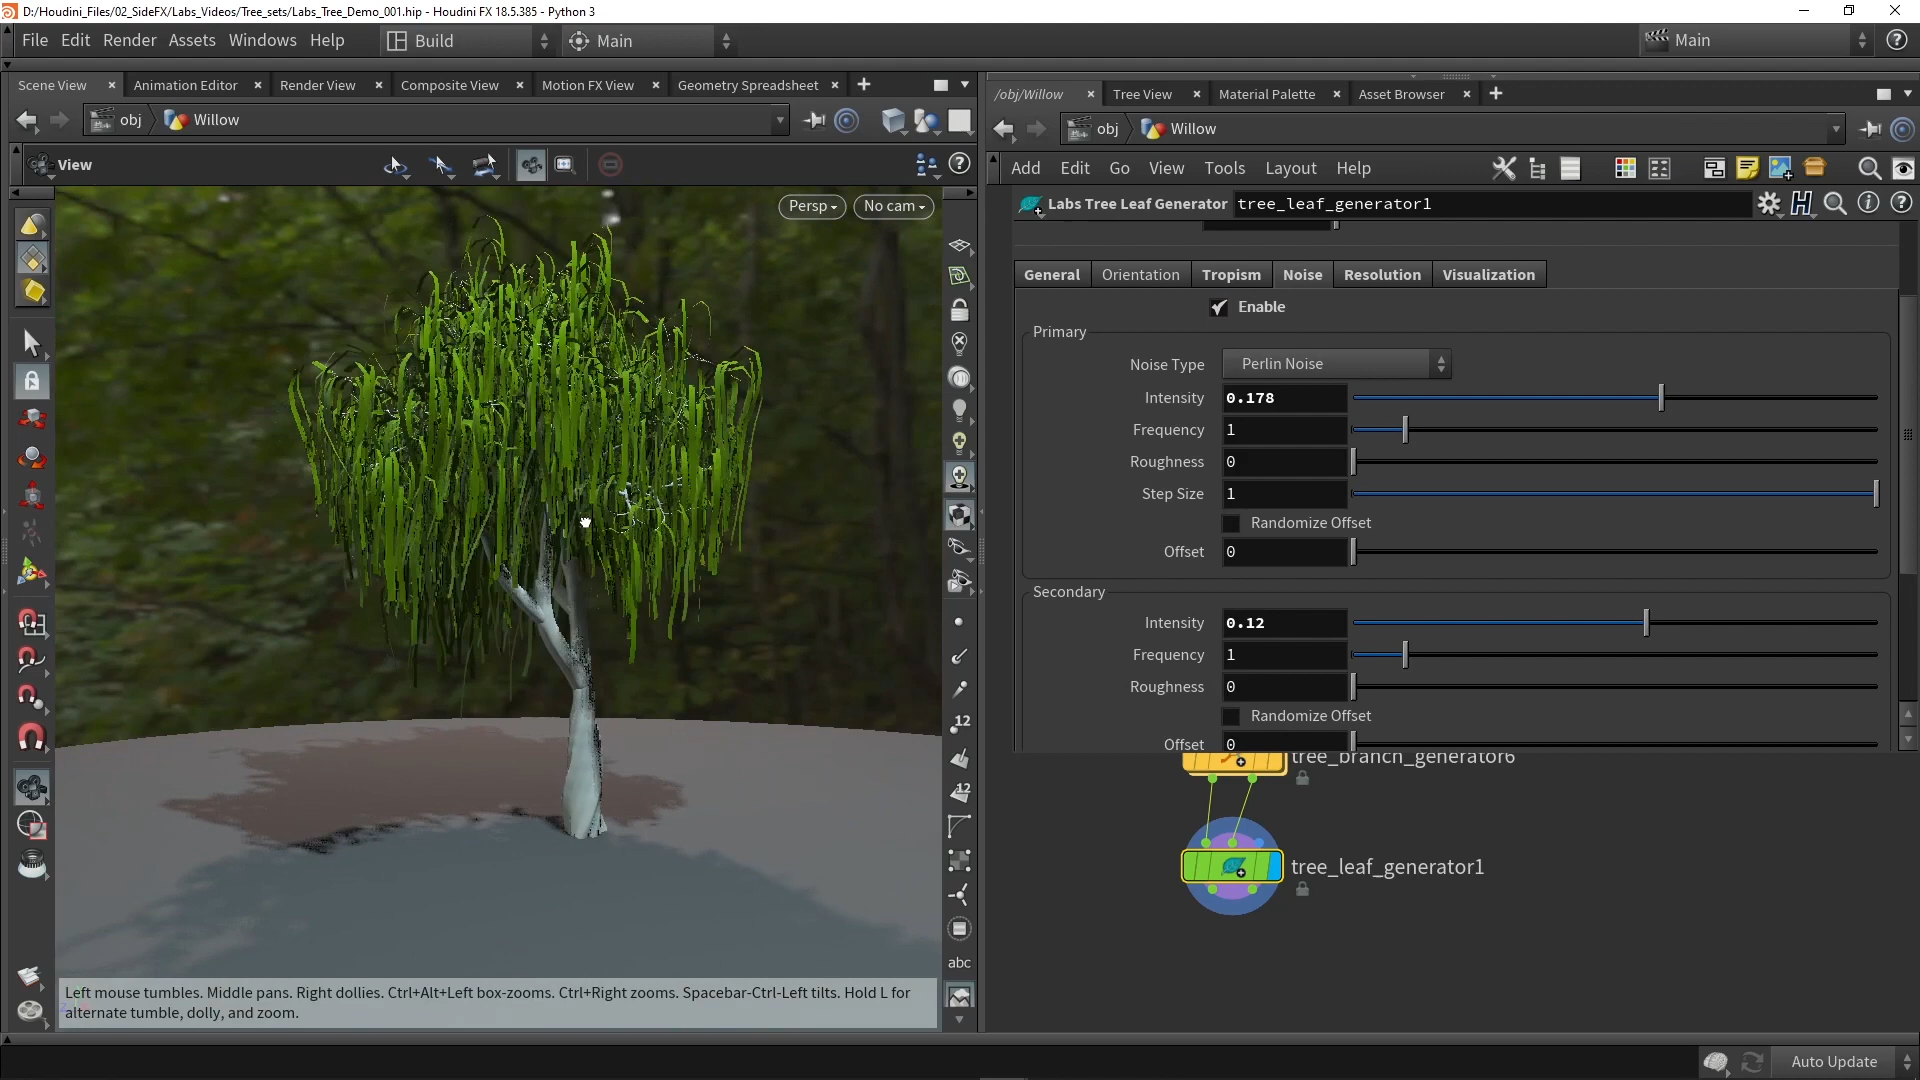 D:/Houdini_Files/02_SideFX/Labs_Videos/Tree_sets/Labs_Tree_Demo_001.hip - Houdini FX 18.5.385 - Python 3
File Edit Render Assets Windows Help Build Main Main
Scene View Animation Editor Render View Composite View Motion FX View Geometry Spreadsheet
/obj/Willow Tree View Material Palette Asset Browser
obj Willow
obj Willow
View
Add Edit Go View Tools Layout Help
Persp No cam
Labs Tree Leaf Generator tree_leaf_generator1
General Orientation Tropism Noise Resolution Visualization
Enable
Primary
Noise Type Perlin Noise
Intensity 0.178
Frequency 1
Roughness 0
Step Size 1
Randomize Offset
Offset 0
Secondary
Intensity 0.12
Frequency 1
Roughness 0
Randomize Offset
Offset 0
tree_branch_generator6
tree_leaf_generator1
12
12
abc
Left mouse tumbles. Middle pans. Right dollies. Ctrl+Alt+Left box-zooms. Ctrl+Right zooms. Spacebar-Ctrl-Left tilts. Hold L for
alternate tumble, dolly, and zoom.
Auto Update